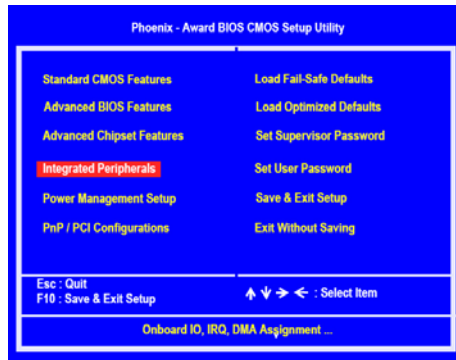 Phoenix - Award BIOS CMOS Setup Utility
Standard CMOS Features
Advanced BIOS Features
Advanced Chipset Features
Integrated Peripherals
Power Management Setup
PnP / PCI Configurations
Load Fail-Safe Defaults
Load Optimized Defaults
Set Supervisor Password
Set User Password
Save & Exit Setup
Exit Without Saving
Esc : Quit
F10 : Save & Exit Setup
↑ ↓ → ← : Select Item
Onboard IO, IRQ, DMA Assignment ...